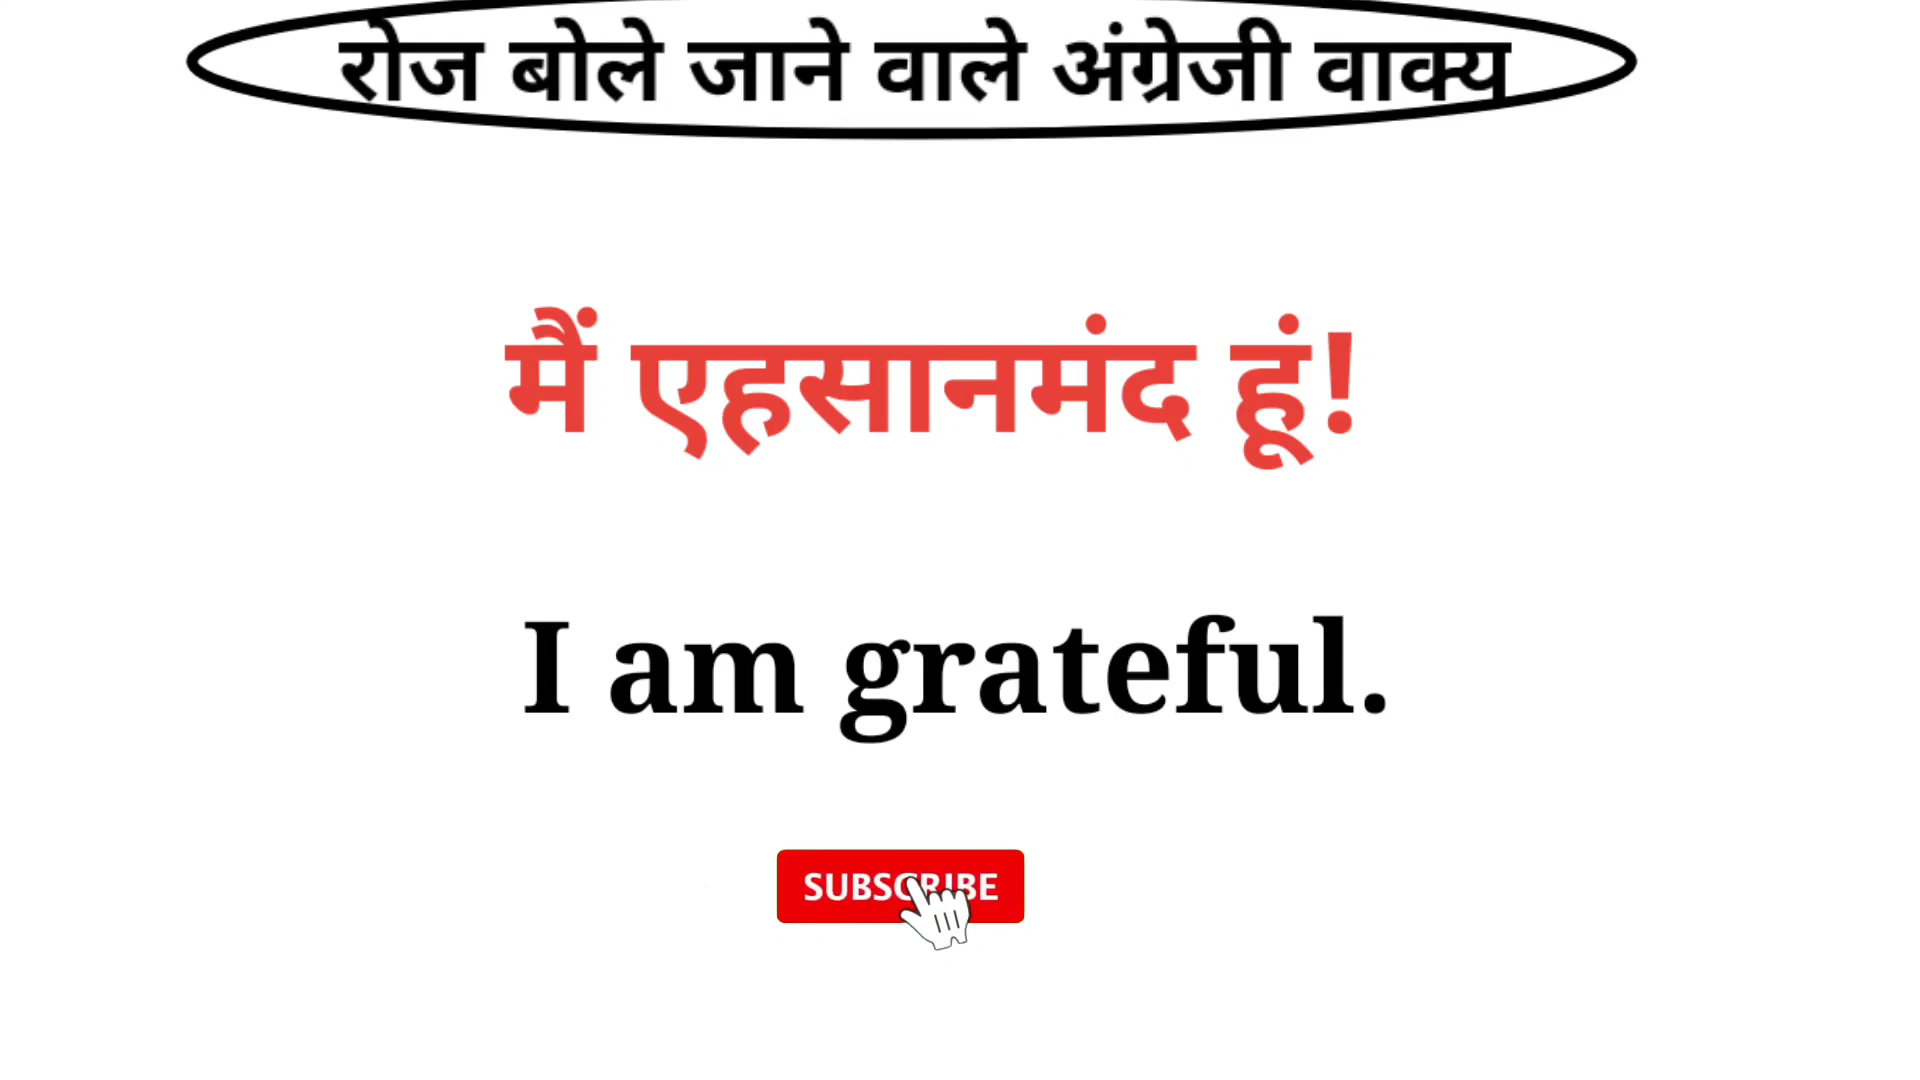 रोज बोले जाने वाले अंग्रेजी वाक्य
मैं एहसानमंद हूं!
I am grateful.
SUBSCRIBE